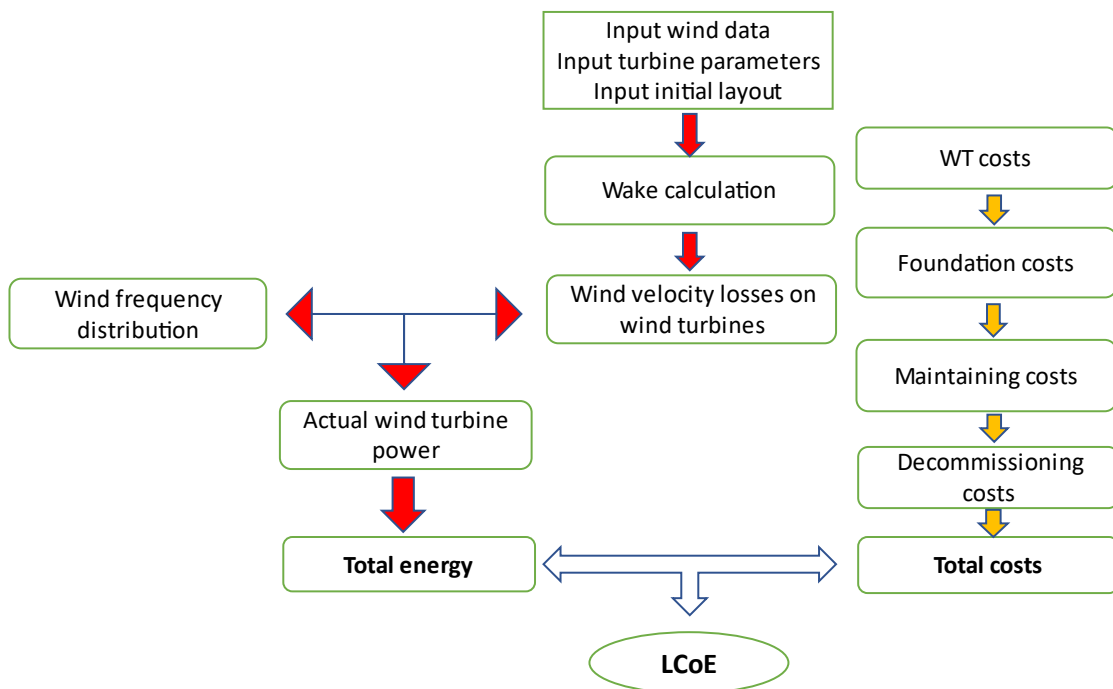 Input wind data
Input turbine parameters
Input initial layout
WT costs
Wake calculation
Foundation costs
Wind frequency
distribution
Wind velocity losses on
wind turbines
Maintaining costs
Actual wind turbine
power
Decommissioning
costs
Total energy
Total costs
LCoE